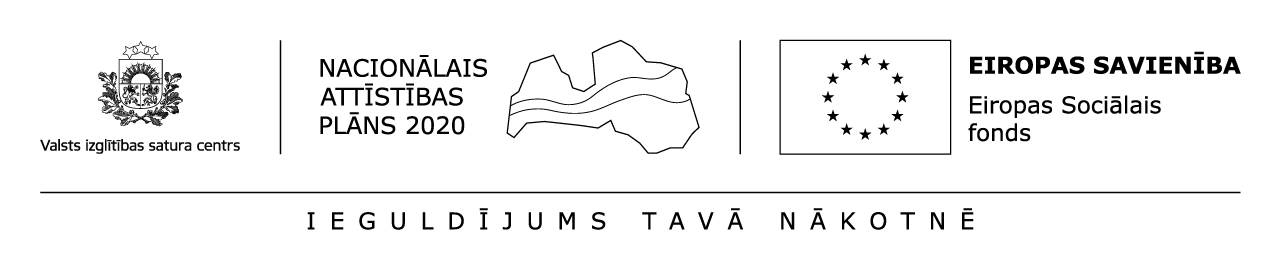 Valsts izglītības satura centrs
NACIONĀLAIS
ATTĪSTĪBAS
PLĀNS 2020
EIROPAS SAVIENĪBA
Eiropas Sociālais
fonds
IEGULDĪJUMS TAVĀ NĀKOTNĒ